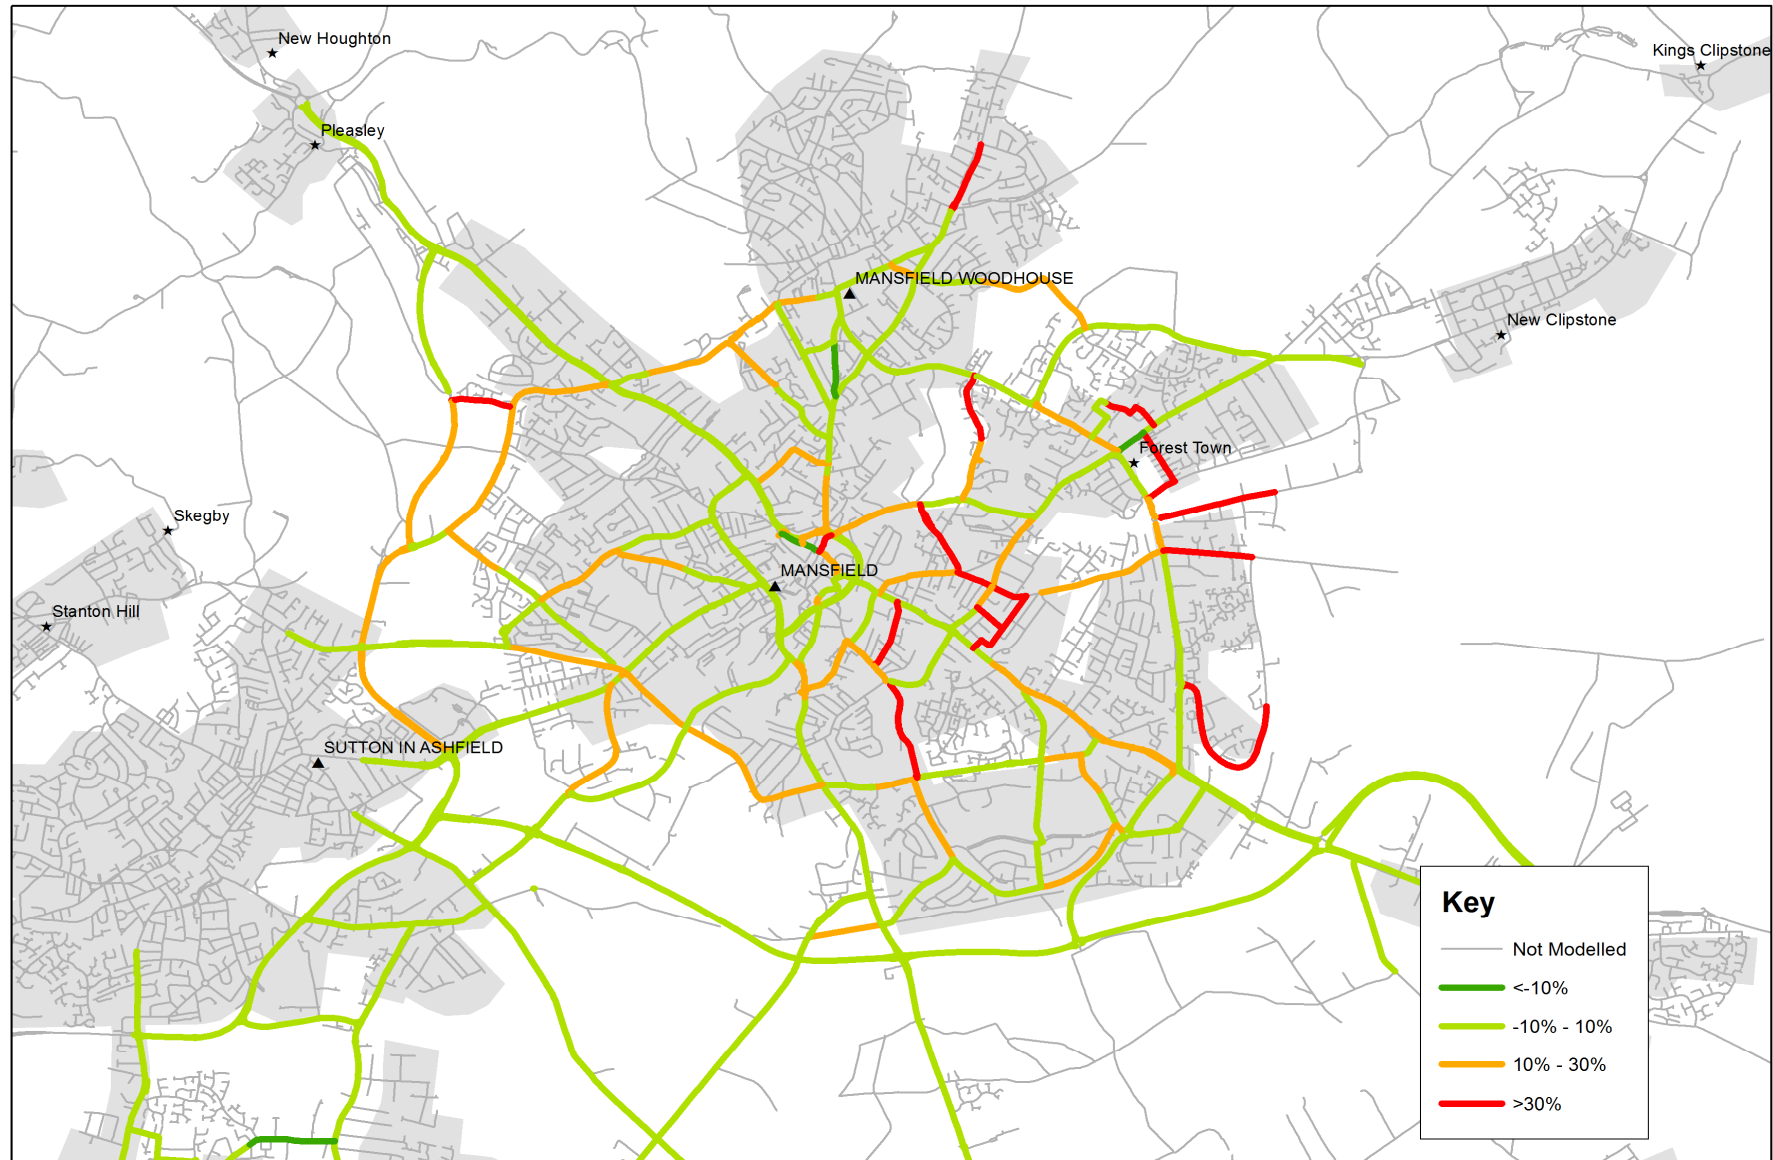 New Houghton
Kings Clipstone
Pleasley
MANSFIELD WOODHOUSE
New Clipstone
Forest Town
Skegby
MANSFIELD
Stanton Hill
SUTTON IN ASHFIELD
Key
Not Modelled
<-10%
-10% - 10%
10% - 30%
>30%